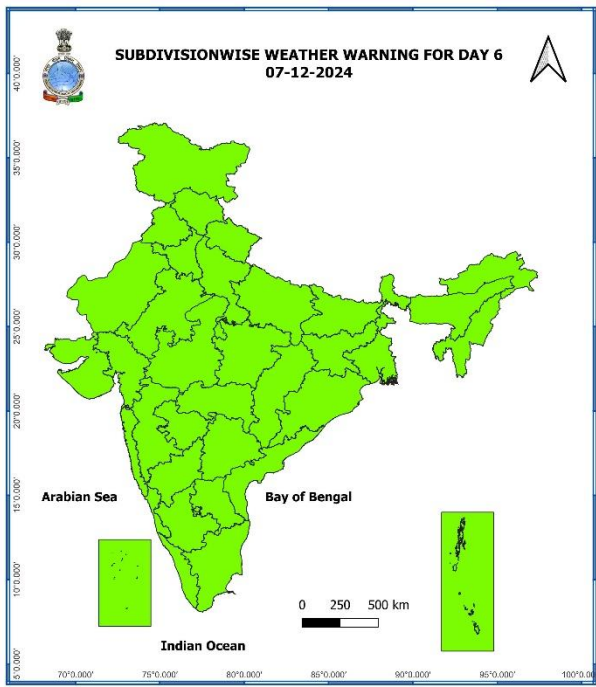 SUBDIVISIONWISE WEATHER WARNING FOR DAY 6
07-12-2024
40°0.000'
35°0.000'
30°0.000'
25°0.000'
20°0.000'
15°0.000'
10°0.000'
5°0.000'
Arabian Sea
Bay of Bengal
0 250 500 km
Indian Ocean
70°0.000' 75°0.000' 80°0.000' 85°0.000' 90°0.000' 95°0.000' 100°0.000'